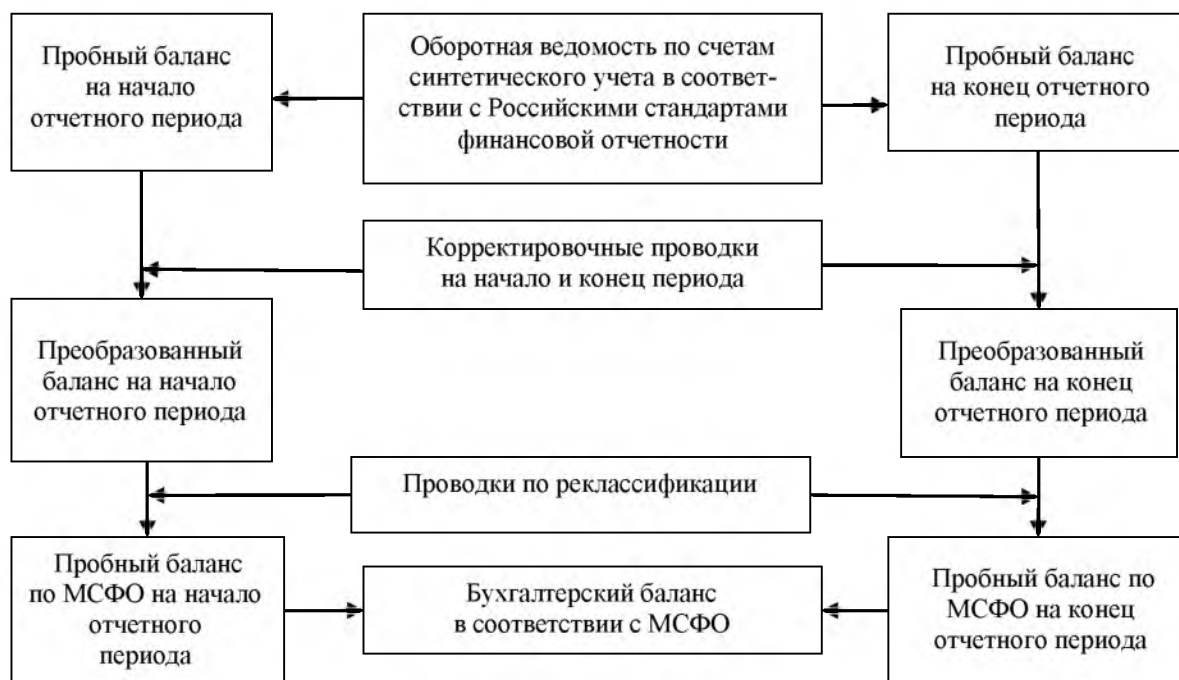 Пробный баланс
на начало
отчетного периода
Оборотная ведомость по счетам
синтетического учета в соответ-
ствии с Российскими стандартами
финансовой отчетности
Пробный баланс
на конец отчетного
периода
Корректировочные проводки
на начало и конец периода
Преобразованный
баланс на начало
отчетного периода
Преобразованный
баланс на конец
отчетного периода
Проводки по реклассификации
Пробный баланс
по МСФО на начало
отчетного
периода
Бухгалтерский баланс
в соответствии с МСФО
Пробный баланс по
МСФО на конец
отчетного периода